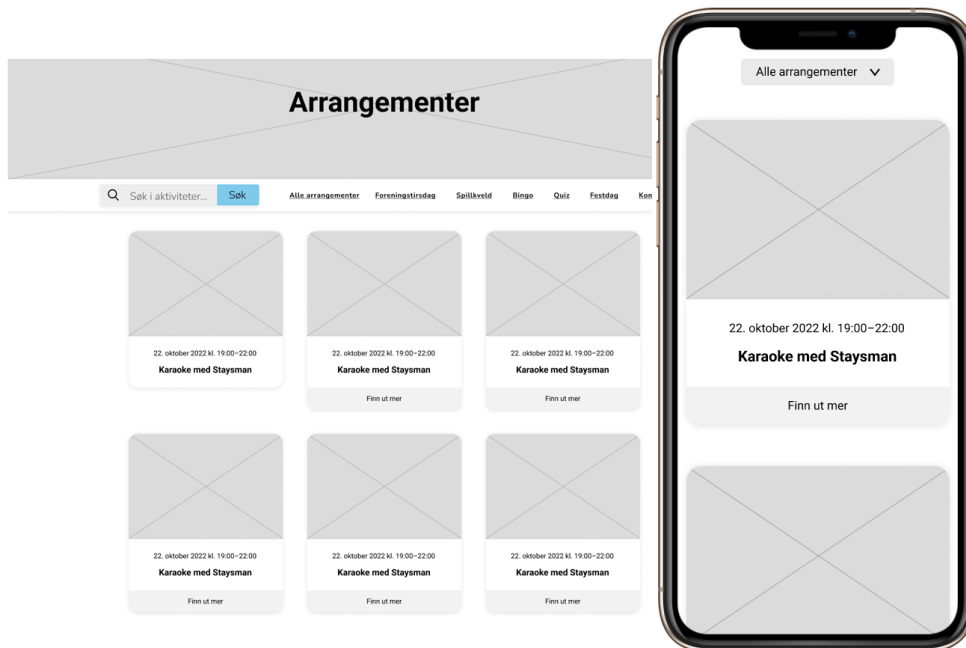 Arrangementer
Søk i aktiviteter... Søk Alle arrangementer Foreningstirsdag Spillkveld Bingo Quiz Festdag
22. oktober 2022 kl. 19:00–22:00 22. oktober 2022 kl. 19:00–22:00 22. oktober 2022 kl. 19:00–22:00
Karaoke med Staysman Karaoke med Staysman Karaoke med Staysman
Finn ut mer Finn ut mer
22. oktober 2022 kl. 19:00–22:00 22. oktober 2022 kl. 19:00–22:00 22. oktober 2022 kl. 19:00–22:00
Karaoke med Staysman Karaoke med Staysman Karaoke med Staysman
Finn ut mer Finn ut mer Finn ut mer
Alle arrangementer
22. oktober 2022 kl. 19:00–22:00
Karaoke med Staysman
Finn ut mer